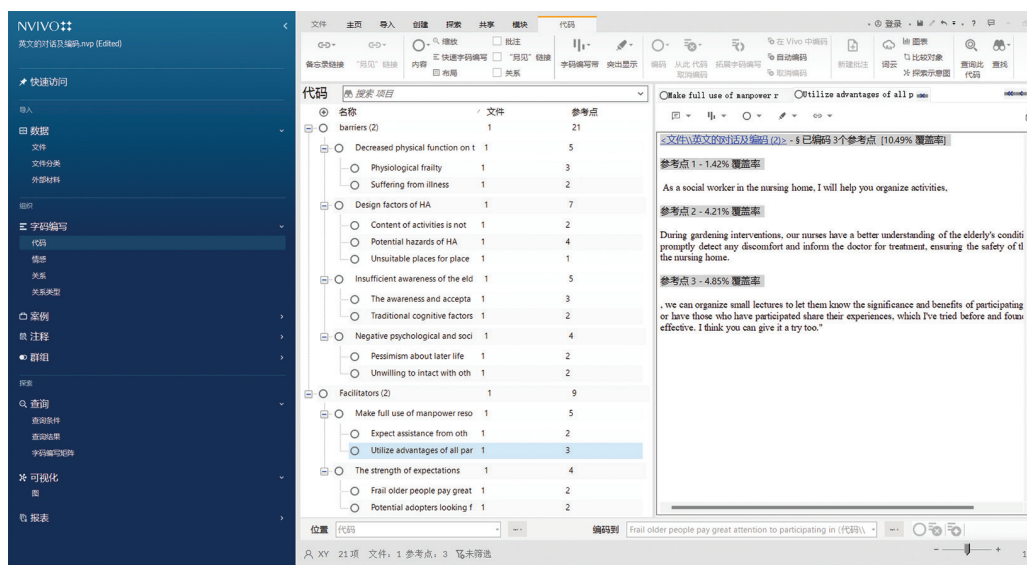 NVIVO
英文的对话及编码.nvp (Edited)
快速访问
导入
数据
文件
文件分类
外部材料
组织
字码编写
代码
情感
关系
关系类型
案例
注释
群组
探索
查询
查询条件
查询结果
字码编写矩阵
可视化
图
报表
文件 主页 导入 创建 探索 共享 模块 代码
登录
备忘录链接 "另见" 链接 内容 缩放 快速字码编写 布局 批注 "另见" 链接 关系 字码编写带 突出显示 编码 从此 代码 取消编码 拓展字码编写 在 Vivo 中编码 自动编码 取消编码 新建批注 词云 图表 比较对象 探索示意图 查询此 代码 查找
代码 搜索 项目
名称 / 文件 参考点
barriers (2) 1 21
Decreased physical function on t 1 5
Physiological frailty 1 3
Suffering from illness 1 2
Design factors of HA 1 7
Content of activities is not 1 2
Potential hazards of HA 1 4
Unsuitable places for place 1 1
Insufficient awareness of the eld 1 5
The awareness and accepta 1 3
Traditional cognitive factors 1 2
Negative psychological and soci 1 4
Pessimism about later life 1 2
Unwilling to intact with oth 1 2
Facilitators (2) 1 9
Make full use of manpower reso 1 5
Expect assistance from oth 1 2
Utilize advantages of all par 1 3
The strength of expectations 1 4
Frail older people pay great 1 2
Potential adopters looking f 1 2
Make full use of manpower r Utilize advantages of all p
<文件\\英文的对话及编码 (2)> - § 已编码 3个参考点 [10.49% 覆盖率]
参考点 1 - 1.42% 覆盖率
As a social worker in the nursing home, I will help you organize activities,
参考点 2 - 4.21% 覆盖率
During gardening interventions, our nurses have a better understanding of the elderly's conditi
promptly detect any discomfort and inform the doctor for treatment, ensuring the safety of tl
the nursing home.
参考点 3 - 4.85% 覆盖率
, we can organize small lectures to let them know the significance and benefits of participating
or have those who have participated share their experiences, which I've tried before and foun
effective. I think you can give it a try too."
位置 代码 编码到 Frail older people pay great attention to participating in (代码\\
XY 21项 文件: 1 参考点: 3 未筛选